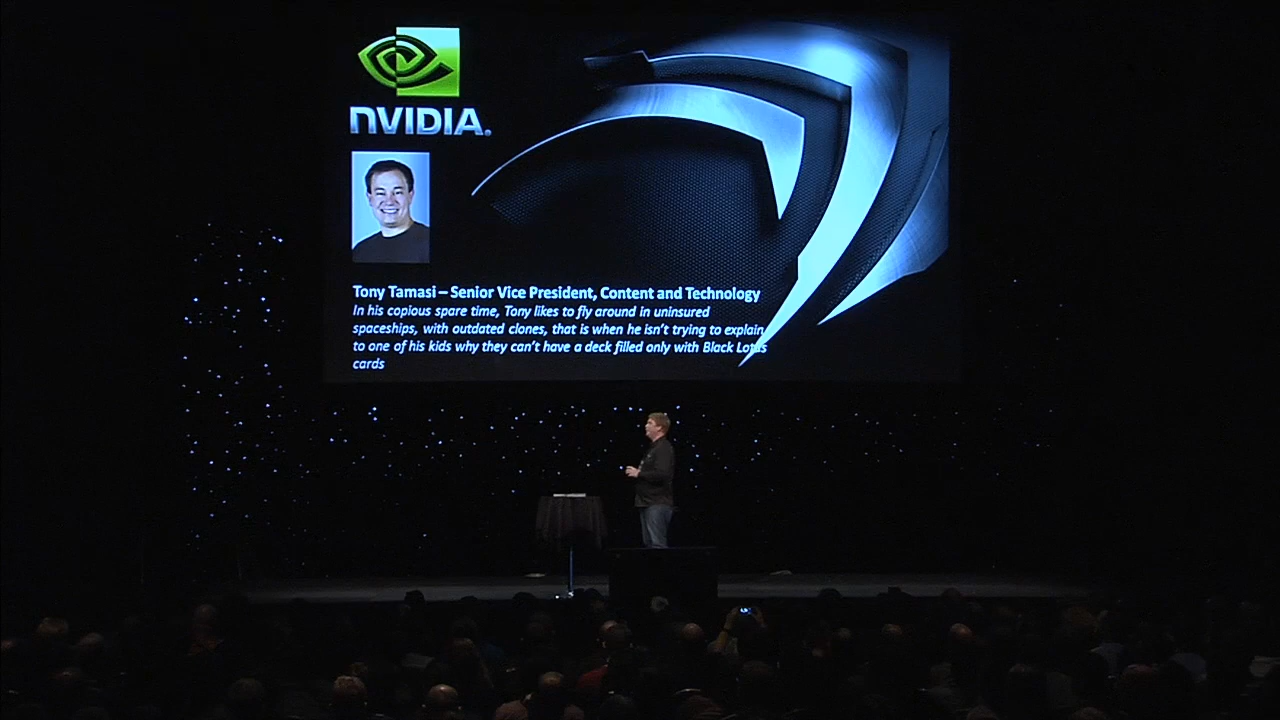 NVIDIA.
Tony Tamasi – Senior Vice President, Content and Technology
In his copious spare time, Tony likes to fly around in uninsured
spaceships, with outdated clones, that is when he isn't trying to explain
to one of his kids why they can't have a deck filled only with Black Lotus
cards